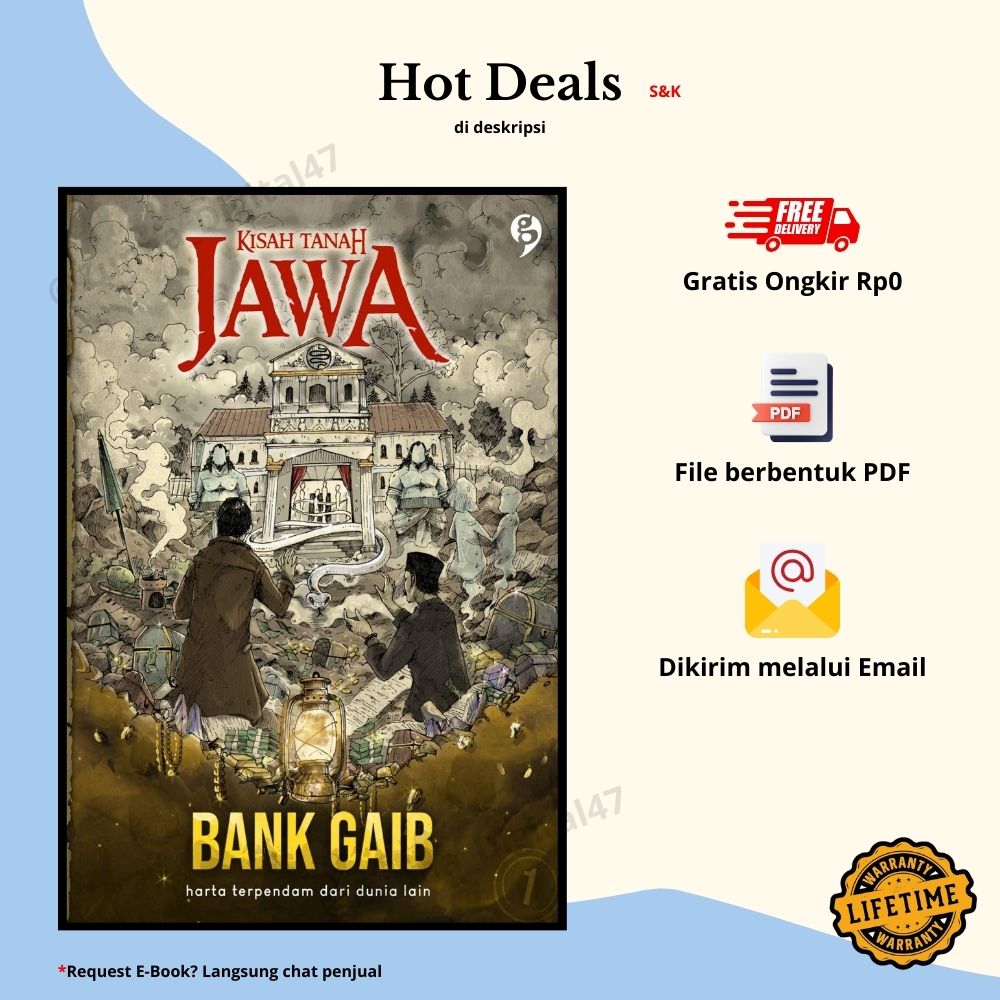 Hot Deals
S&K
di deskripsi
KISAH TANAH
JAWA
g
BANK GAIB
harta terpendam dari dunia lain
1
FREE
DELIVERY
Gratis Ongkir Rp0
PDF
File berbentuk PDF
@
Dikirim melalui Email
WARRANTY
LIFETIME
WARRANTY
*Request E-Book? Langsung chat penjual